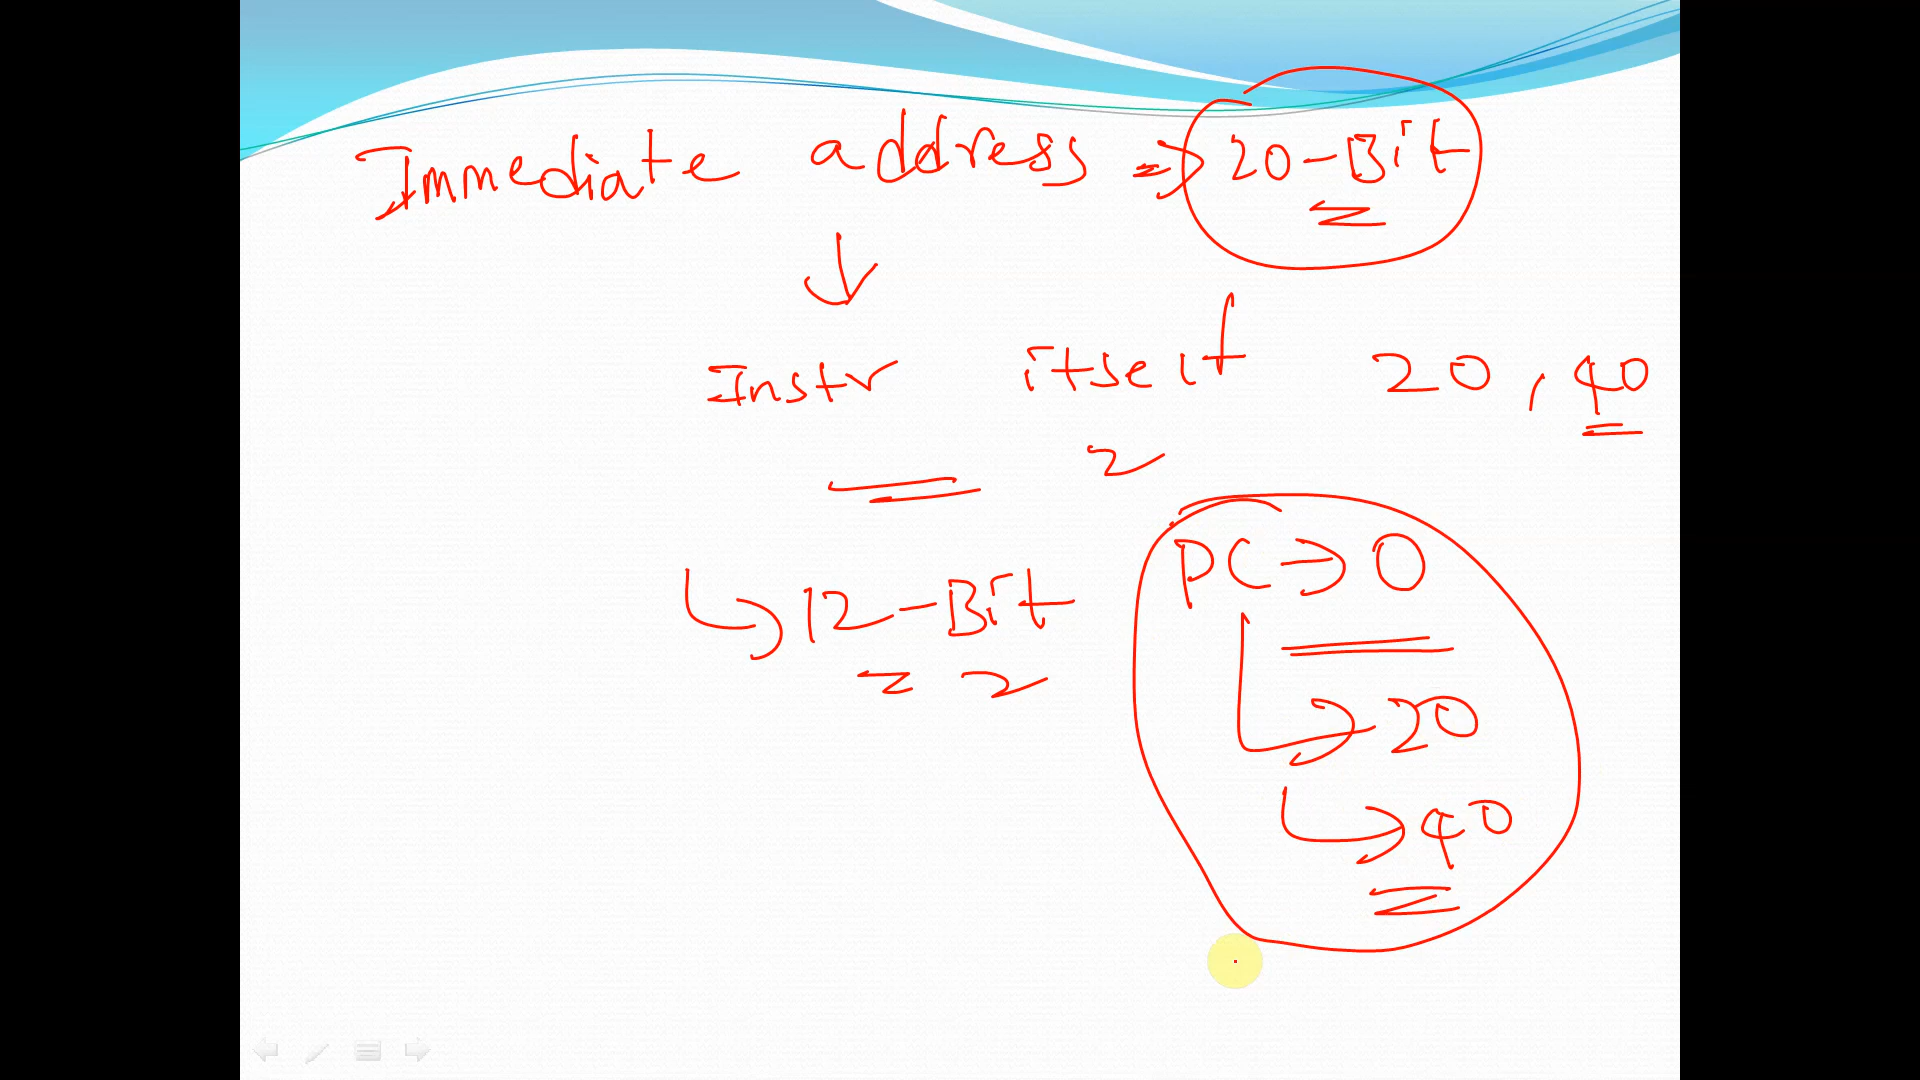 Immediate address => 20-Bit
Instr itself 20, 40
12-Bit
PC → 0
→ 20
→ 40